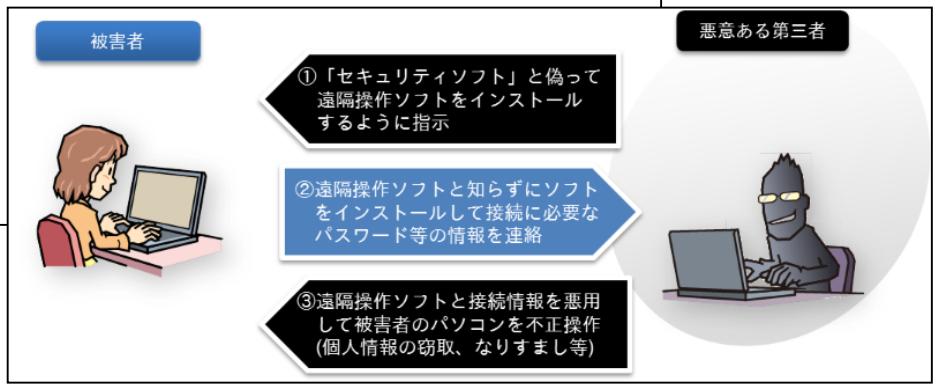 被害者
悪意ある第三者
①「セキュリティソフト」と偽って
遠隔操作ソフトをインストール
するように指示
②遠隔操作ソフトと知らずにソフト
をインストールして接続に必要な
パスワード等の情報を連絡
③遠隔操作ソフトと接続情報を悪用
して被害者のパソコンを不正操作
(個人情報の窃取、なりすまし等)